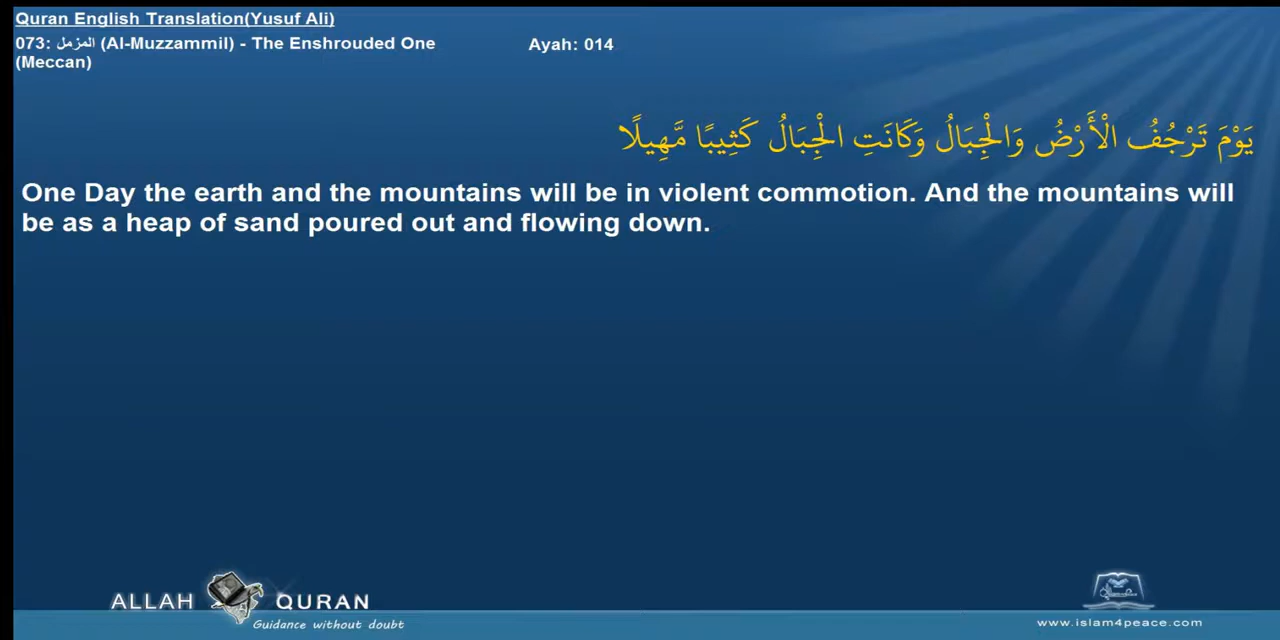 Quran English Translation(Yusuf Ali)
073: المزمل (Al-Muzzammil) - The Enshrouded One
(Meccan)
Ayah: 014
يَوْمَ تَرْجُفُ الْأَرْضُ وَالْجِبَالُ وَكَانَتِ الْجِبَالُ كَثِيبًا مَّهِيلًا
One Day the earth and the mountains will be in violent commotion. And the mountains will
be as a heap of sand poured out and flowing down.
ALLAH QURAN
Guidance without doubt
www.islam4peace.com